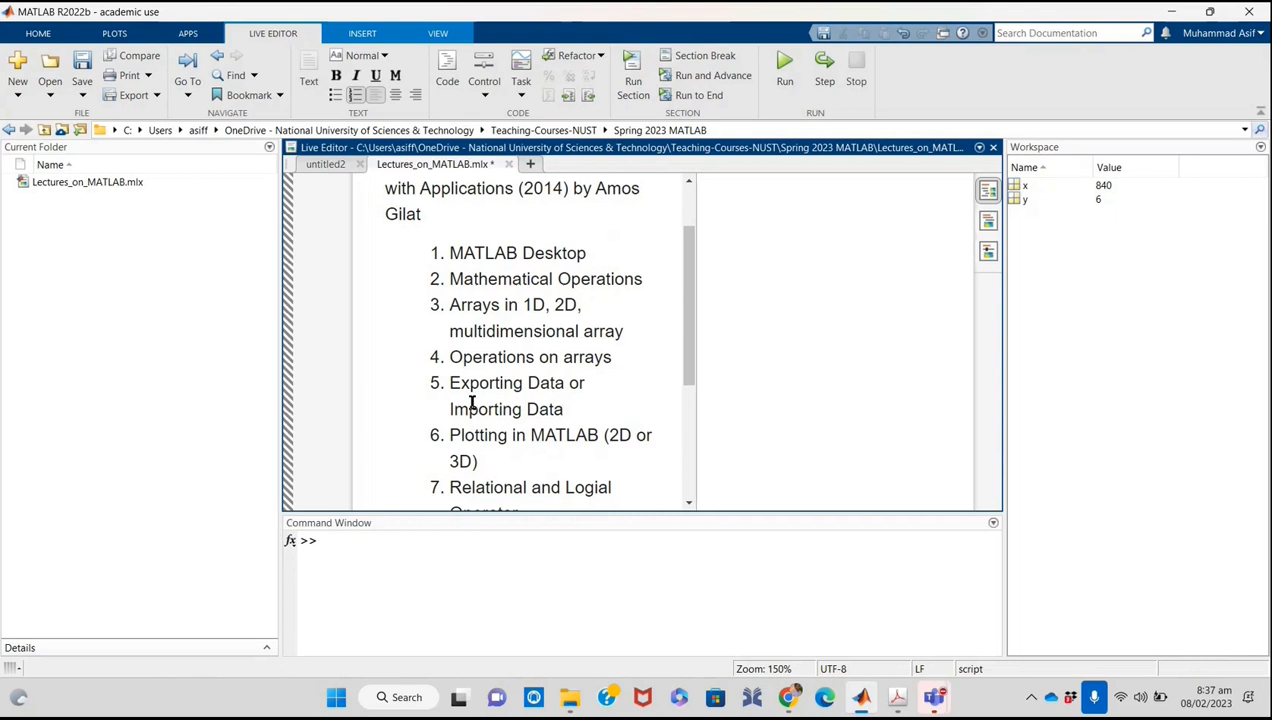 MATLAB R2022b - academic use
HOME PLOTS APPS LIVE EDITOR INSERT VIEW Search Documentation Muhammad Asif
New Open Save Compare Print Export
Go To Find Bookmark
Text Normal B I U M
Code Control Task Refactor
Run Section Section Break Run and Advance Run to End
Run Step Stop
FILE NAVIGATE TEXT CODE SECTION RUN
C: Users asiff OneDrive - National University of Sciences & Technology Teaching-Courses-NUST Spring 2023 MATLAB
Current Folder
Name
Lectures_on_MATLAB.mlx
Details
Live Editor - C:\Users\asiff\OneDrive - National University of Sciences & Technology\Teaching-Courses-NUST\Spring 2023 MATLAB\Lectures_on_MATL...
untitled2 Lectures_on_MATLAB.mlx * +
with Applications (2014) by Amos
Gilat
1. MATLAB Desktop
2. Mathematical Operations
3. Arrays in 1D, 2D,
multidimensional array
4. Operations on arrays
5. Exporting Data or
Importing Data
6. Plotting in MATLAB (2D or
3D)
7. Relational and Logial
Operator
Command Window
fx >>
Workspace
Name Value
x 840
y 6
Zoom: 150% UTF-8 LF script
Search
8:37 am
08/02/2023